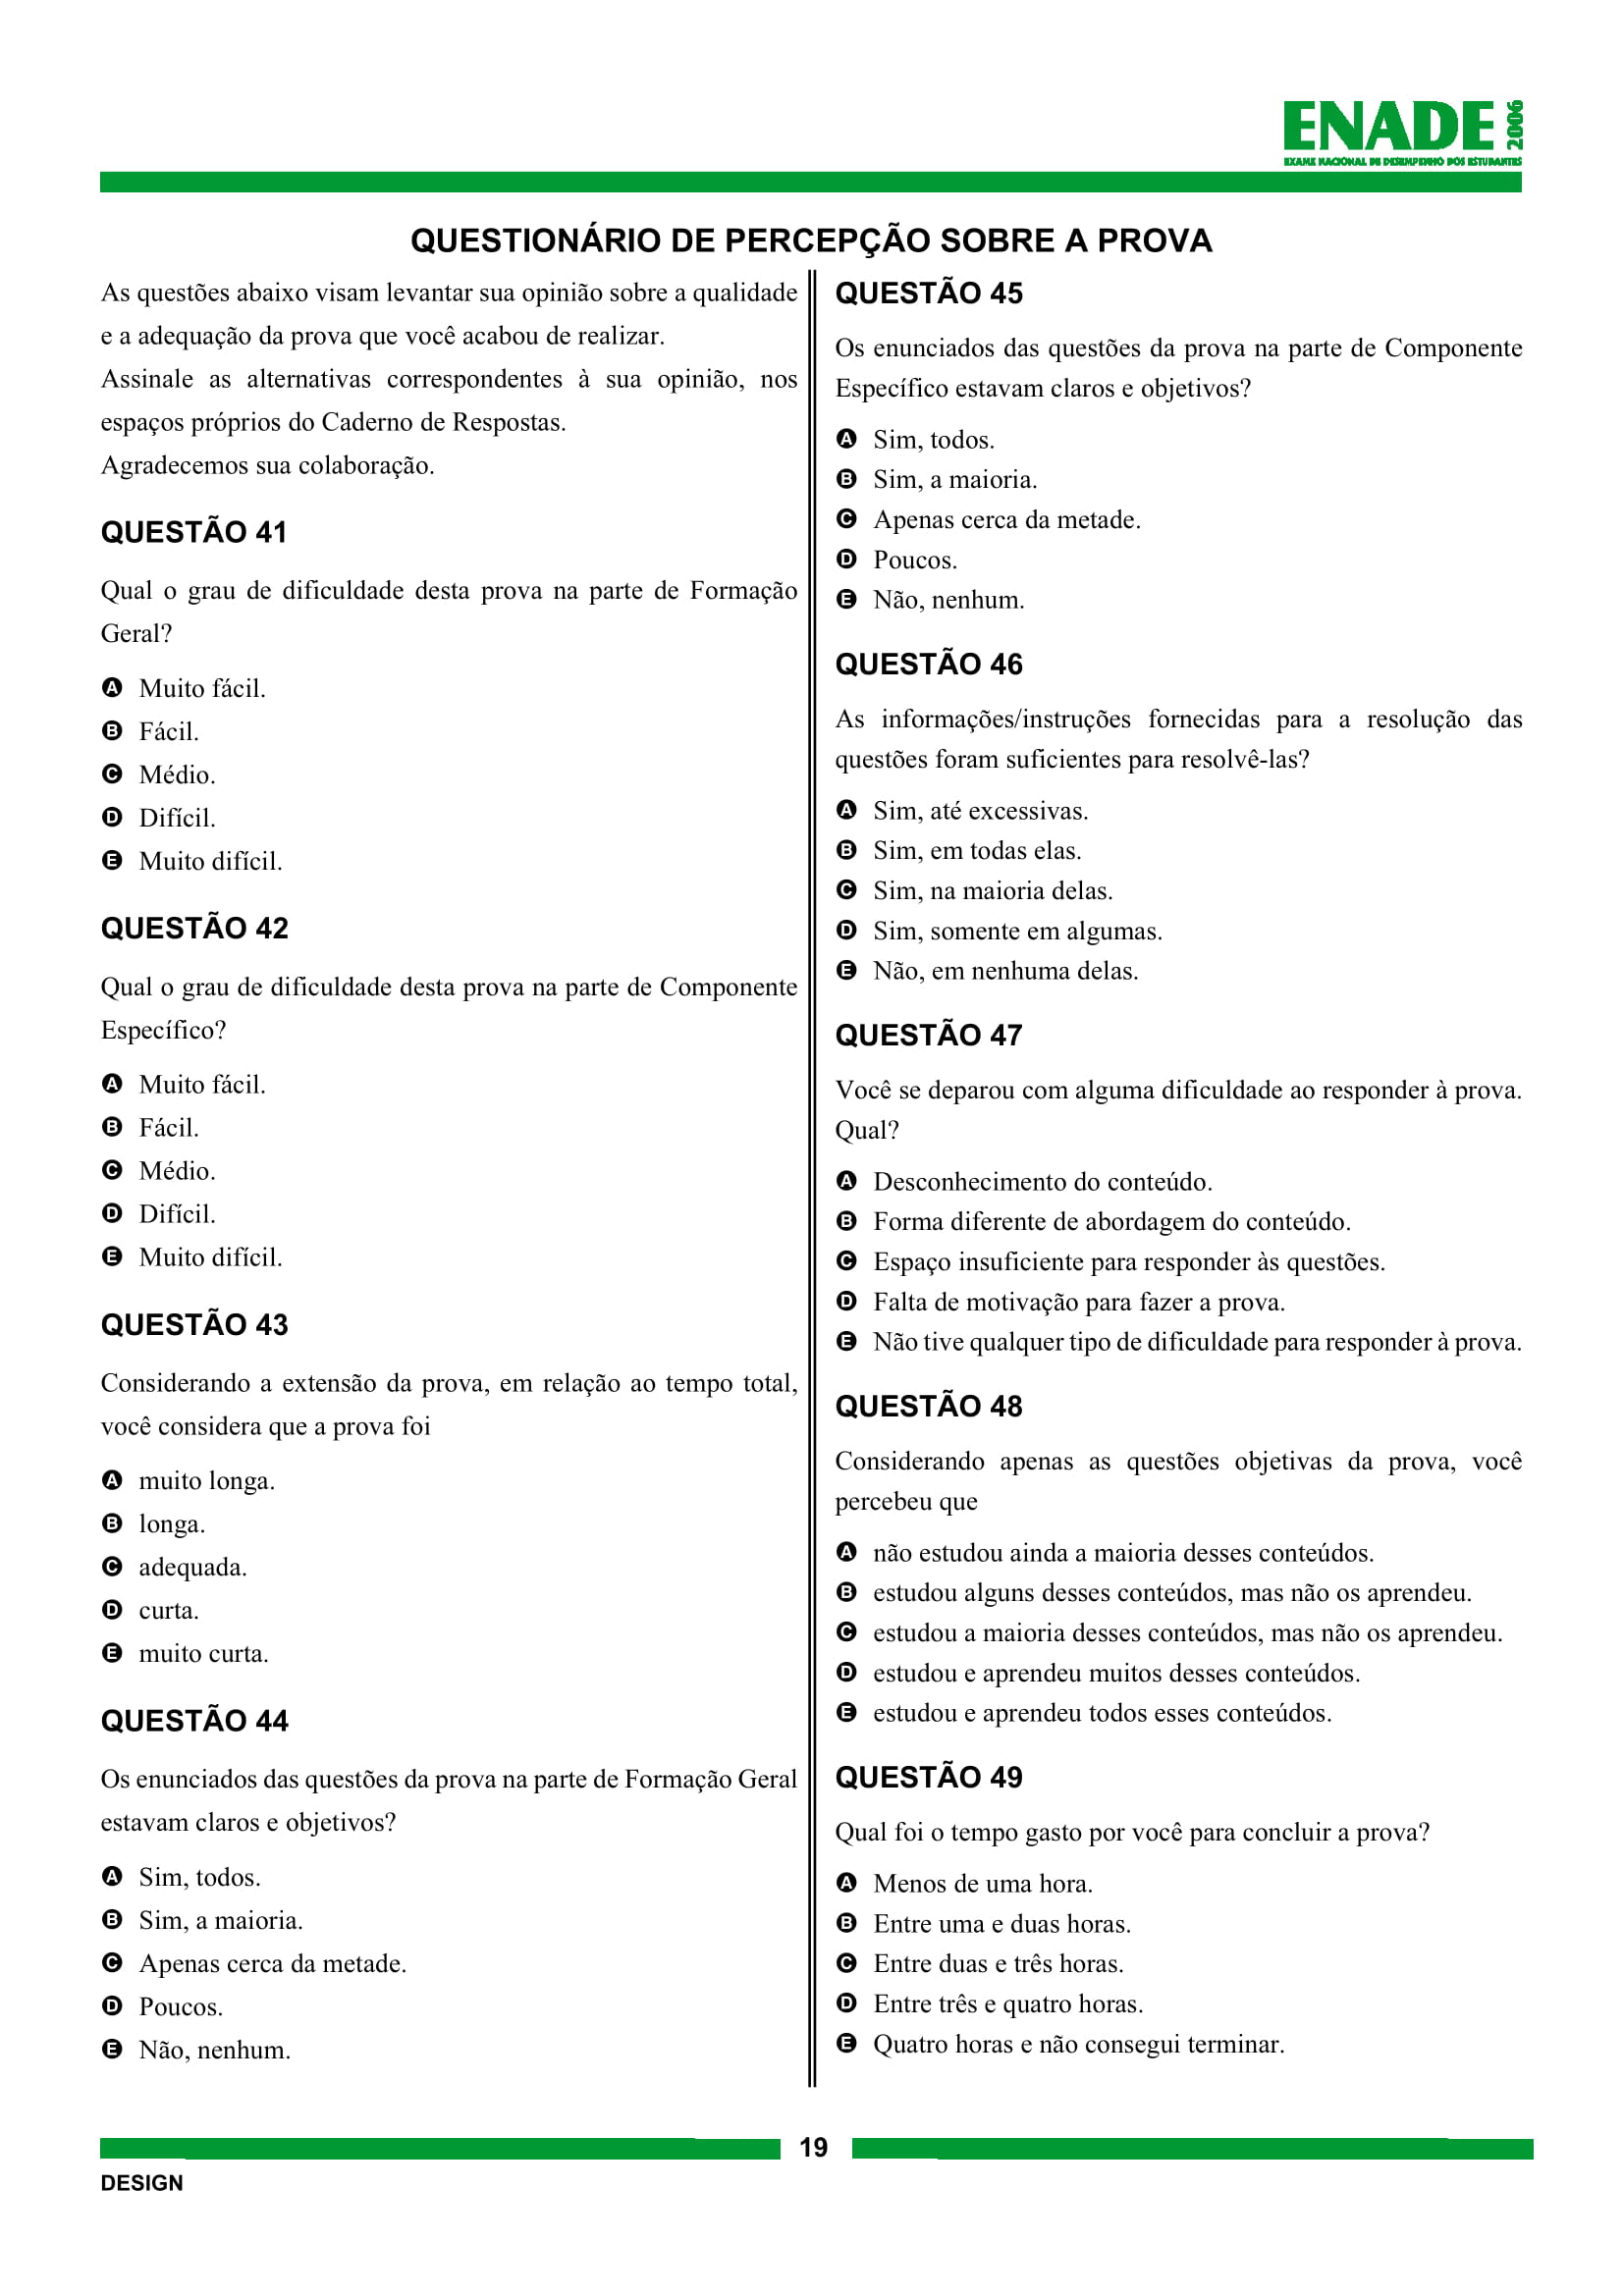 ENADE 2006
EXAME NACIONAL DE DESEMPENHO DOS ESTUDANTES
QUESTIONÁRIO DE PERCEPÇÃO SOBRE A PROVA
As questões abaixo visam levantar sua opinião sobre a qualidade
e a adequação da prova que você acabou de realizar.
Assinale as alternativas correspondentes à sua opinião, nos
espaços próprios do Caderno de Respostas.
Agradecemos sua colaboração.
QUESTÃO 41
Qual o grau de dificuldade desta prova na parte de Formação
Geral?
A Muito fácil.
B Fácil.
C Médio.
D Difícil.
E Muito difícil.
QUESTÃO 42
Qual o grau de dificuldade desta prova na parte de Componente
Específico?
A Muito fácil.
B Fácil.
C Médio.
D Difícil.
E Muito difícil.
QUESTÃO 43
Considerando a extensão da prova, em relação ao tempo total,
você considera que a prova foi
A muito longa.
B longa.
C adequada.
D curta.
E muito curta.
QUESTÃO 44
Os enunciados das questões da prova na parte de Formação Geral
estavam claros e objetivos?
A Sim, todos.
B Sim, a maioria.
C Apenas cerca da metade.
D Poucos.
E Não, nenhum.
QUESTÃO 45
Os enunciados das questões da prova na parte de Componente
Específico estavam claros e objetivos?
A Sim, todos.
B Sim, a maioria.
C Apenas cerca da metade.
D Poucos.
E Não, nenhum.
QUESTÃO 46
As informações/instruções fornecidas para a resolução das
questões foram suficientes para resolvê-las?
A Sim, até excessivas.
B Sim, em todas elas.
C Sim, na maioria delas.
D Sim, somente em algumas.
E Não, em nenhuma delas.
QUESTÃO 47
Você se deparou com alguma dificuldade ao responder à prova.
Qual?
A Desconhecimento do conteúdo.
B Forma diferente de abordagem do conteúdo.
C Espaço insuficiente para responder às questões.
D Falta de motivação para fazer a prova.
E Não tive qualquer tipo de dificuldade para responder à prova.
QUESTÃO 48
Considerando apenas as questões objetivas da prova, você
percebeu que
A não estudou ainda a maioria desses conteúdos.
B estudou alguns desses conteúdos, mas não os aprendeu.
C estudou a maioria desses conteúdos, mas não os aprendeu.
D estudou e aprendeu muitos desses conteúdos.
E estudou e aprendeu todos esses conteúdos.
QUESTÃO 49
Qual foi o tempo gasto por você para concluir a prova?
A Menos de uma hora.
B Entre uma e duas horas.
C Entre duas e três horas.
D Entre três e quatro horas.
E Quatro horas e não consegui terminar.
19
DESIGN